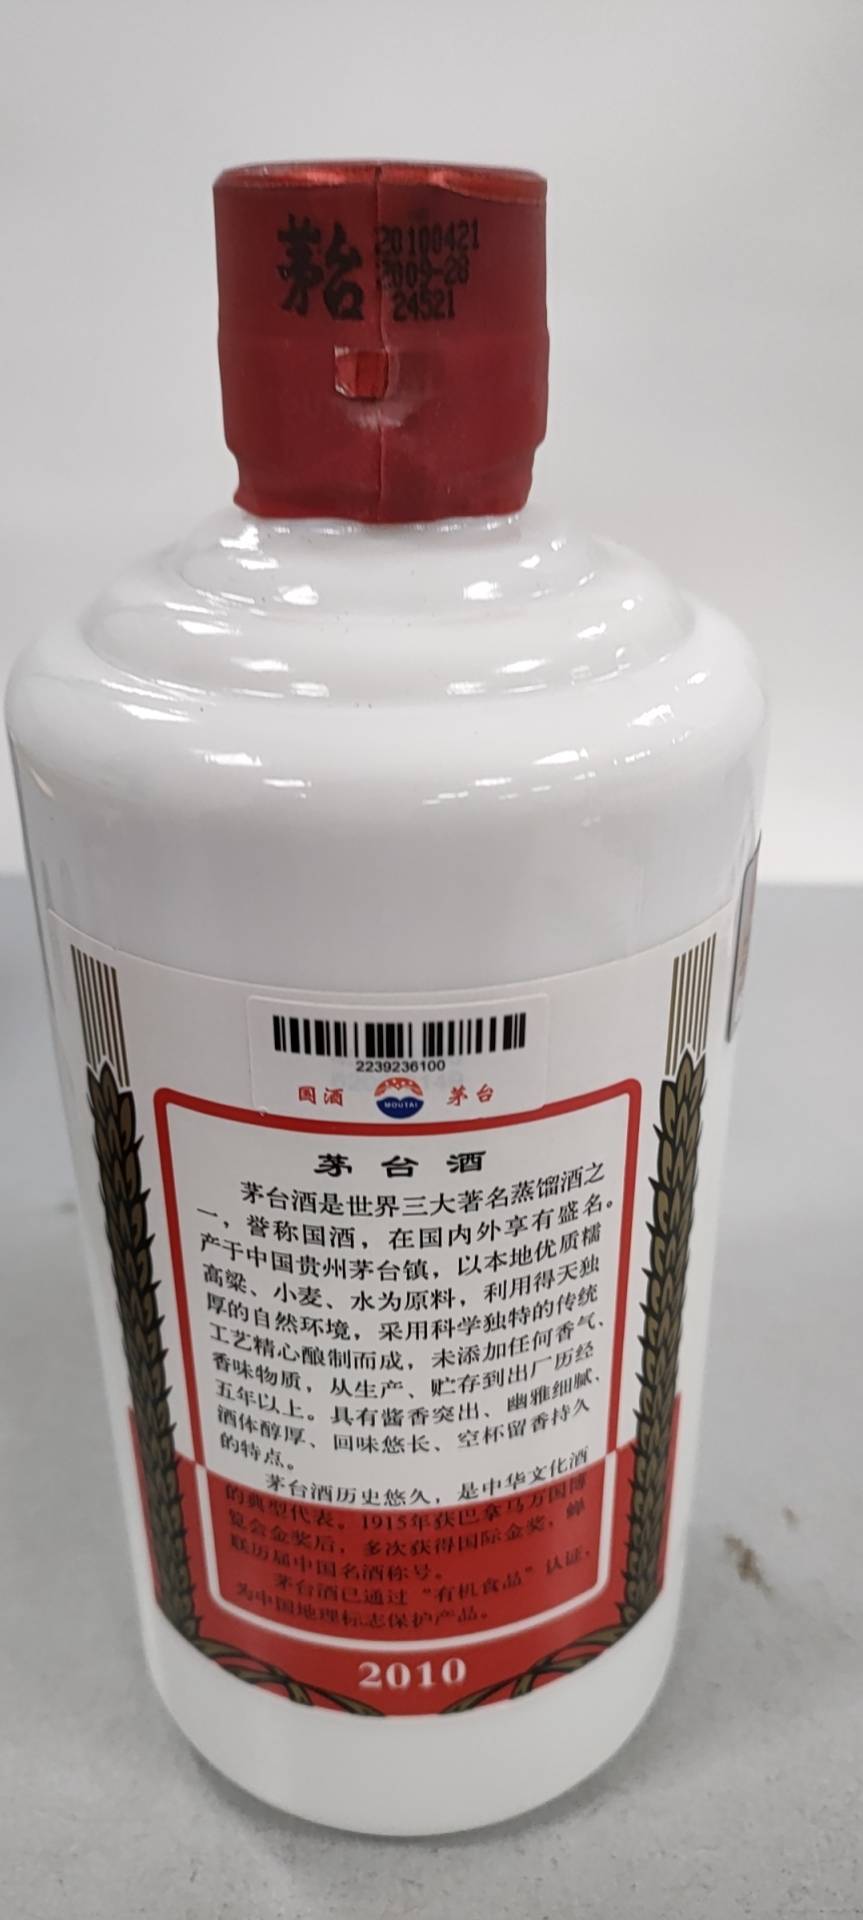 茅台
20100421
2009-20
24521
2239236100
国酒 MOUTAI 茅台
茅台酒
茅台酒是世界三大著名蒸馏酒之
一，誉称国酒，在国内外享有盛名。
产于中国贵州茅台镇，以本地优质糯
高粱、小麦、水为原料，利用得天独
厚的自然环境，采用科学独特的传统
工艺精心酿制而成，未添加任何香气、
香味物质，从生产、贮存到出厂历经
五年以上。具有酱香突出、幽雅细腻、
酒体醇厚、回味悠长、空杯留香持久
的特点。
茅台酒历史悠久，是中华文化酒
的典型代表。1915年获巴拿马万国博
览会金奖后，多次获得国际金奖，蝉
联历届中国名酒称号。
茅台酒已通过“有机食品”认证，
为中国地理标志保护产品。
2010